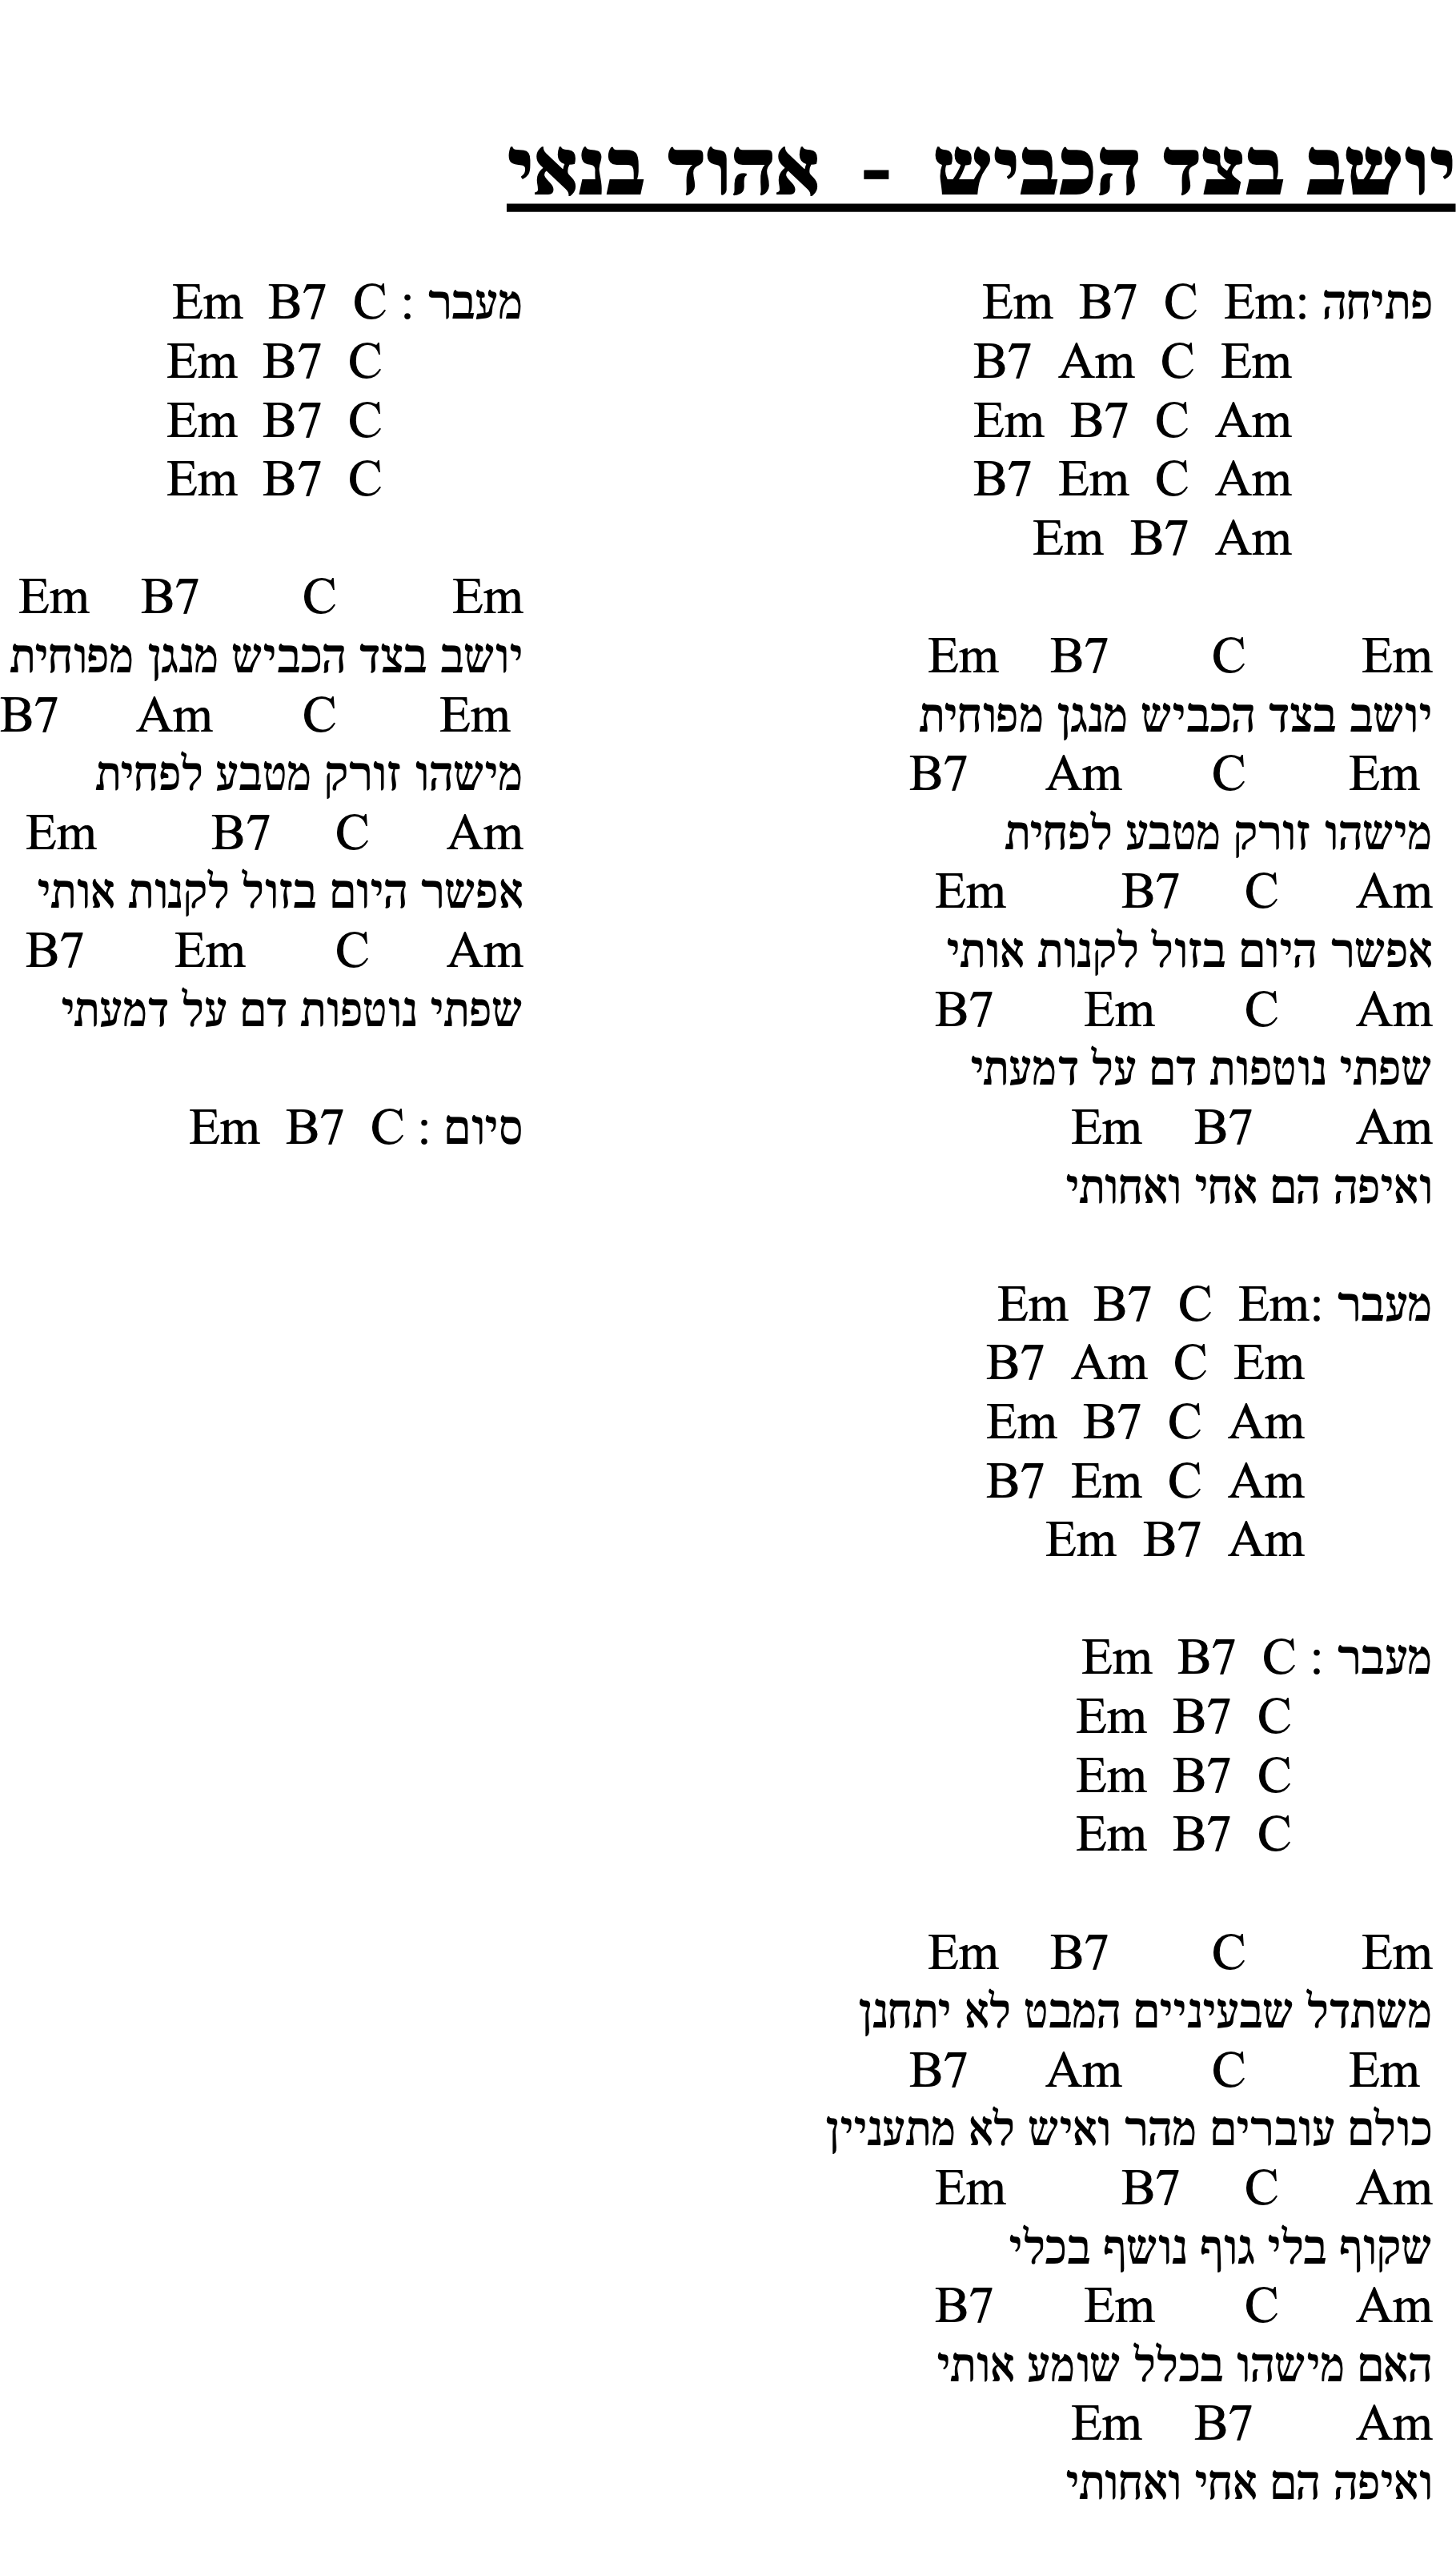 יושב בצד הכביש - אהוד בנאי
פתיחה: Em B7 C Em
B7 Am C Em
Em B7 C Am
B7 Em C Am
Em B7 Am
Em B7 C Em
יושב בצד הכביש מנגן מפוחית
B7 Am C Em
מישהו זורק מטבע לפחית
Em B7 C Am
אפשר היום בזול לקנות אותי
B7 Em C Am
שפתי נוטפות דם על דמעתי
Em B7 Am
ואיפה הם אחי ואחותי
מעבר: Em B7 C Em
B7 Am C Em
Em B7 C Am
B7 Em C Am
Em B7 Am
מעבר : Em B7 C
Em B7 C
Em B7 C
Em B7 C
Em B7 C Em
משתדל שבעיניים המבט לא יתחנן
B7 Am C Em
כולם עוברים מהר ואיש לא מתעניין
Em B7 C Am
שקוף בלי גוף נושף בכלי
B7 Em C Am
האם מישהו בכלל שומע אותי
Em B7 Am
ואיפה הם אחי ואחותי
מעבר : Em B7 C
Em B7 C
Em B7 C
Em B7 C
Em B7 C Em
יושב בצד הכביש מנגן מפוחית
B7 Am C Em
מישהו זורק מטבע לפחית
Em B7 C Am
אפשר היום בזול לקנות אותי
B7 Em C Am
שפתי נוטפות דם על דמעתי
סיום : Em B7 C